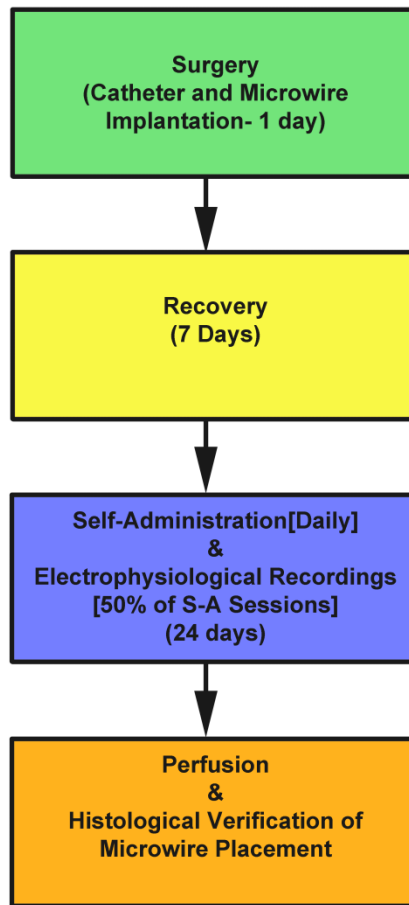 Surgery
(Catheter and Microwire
Implantation- 1 day)
Recovery
(7 Days)
Self-Administration[Daily]
&
Electrophysiological Recordings
[50% of S-A Sessions]
(24 days)
Perfusion
&
Histological Verification of
Microwire Placement